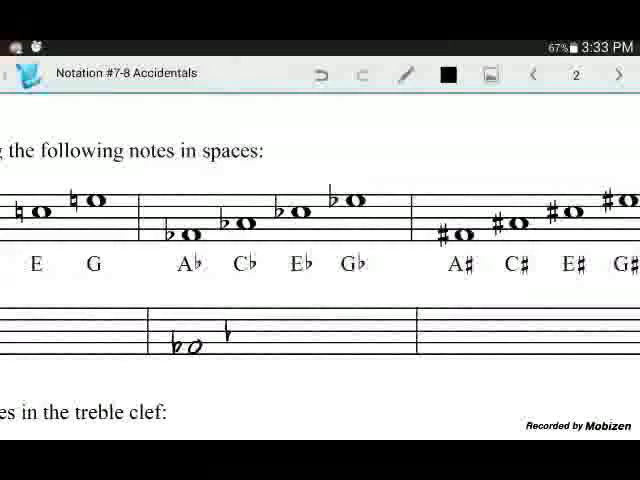 67% 3:33 PM
Notation #7-8 Accidentals
2
g the following notes in spaces:
E G A♭ C♭ E♭ G♭ A♯ C♯ E♯ G♯
es in the treble clef:
Recorded by Mobizen